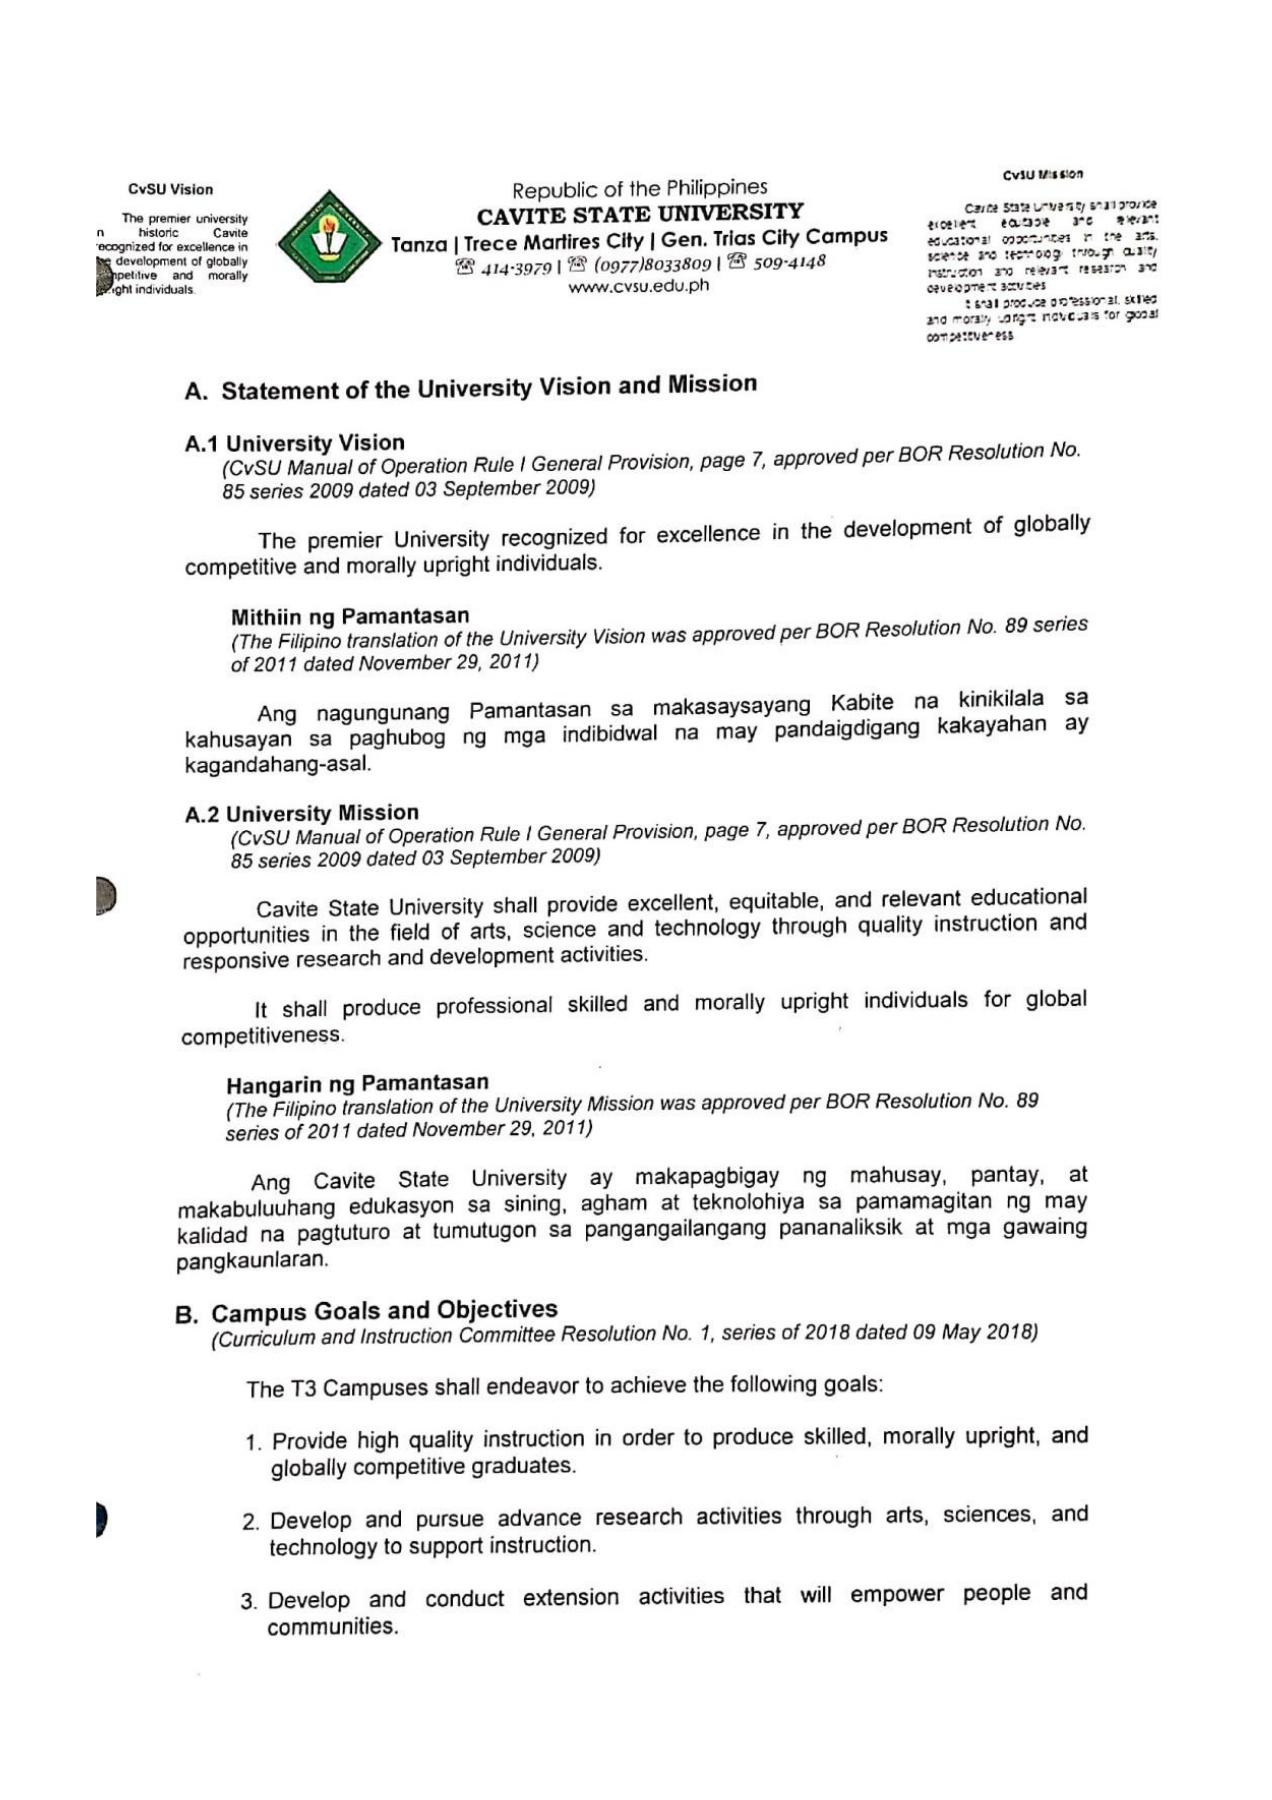 CvSU Vision
The premier university
n historic Cavite
recognized for excellence in
development of globally
petitive and morally
ight individuals.
Republic of the Philippines
CAVITE STATE UNIVERSITY
Tanza | Trece Martires City | Gen. Trias City Campus
☏ 414-3979 | ☏ (0977)8033809 | ☏ 509-4148
www.cvsu.edu.ph
CvSU Mission
Cavite State University shall provide
excellent equitable and relevant
educational opportunities in the arts,
science and technology through quality
instruction and relevant research and
development activities
It shall produce professional, skilled
and morally upright individuals for global
competitiveness
A. Statement of the University Vision and Mission
A.1 University Vision
(CvSU Manual of Operation Rule I General Provision, page 7, approved per BOR Resolution No.
85 series 2009 dated 03 September 2009)
The premier University recognized for excellence in the development of globally
competitive and morally upright individuals.
Mithiin ng Pamantasan
(The Filipino translation of the University Vision was approved per BOR Resolution No. 89 series
of 2011 dated November 29, 2011)
Ang nagungunang Pamantasan sa makasaysayang Kabite na kinikilala sa
kahusayan sa paghubog ng mga indibidwal na may pandaigdigang kakayahan ay
kagandahang-asal.
A.2 University Mission
(CvSU Manual of Operation Rule I General Provision, page 7, approved per BOR Resolution No.
85 series 2009 dated 03 September 2009)
Cavite State University shall provide excellent, equitable, and relevant educational
opportunities in the field of arts, science and technology through quality instruction and
responsive research and development activities.
It shall produce professional skilled and morally upright individuals for global
competitiveness.
Hangarin ng Pamantasan
(The Filipino translation of the University Mission was approved per BOR Resolution No. 89
series of 2011 dated November 29, 2011)
Ang Cavite State University ay makapagbigay ng mahusay, pantay, at
makabuluuhang edukasyon sa sining, agham at teknolohiya sa pamamagitan ng may
kalidad na pagtuturo at tumutugon sa pangangailangang pananaliksik at mga gawaing
pangkaunlaran.
B. Campus Goals and Objectives
(Curriculum and Instruction Committee Resolution No. 1, series of 2018 dated 09 May 2018)
The T3 Campuses shall endeavor to achieve the following goals:
1. Provide high quality instruction in order to produce skilled, morally upright, and
globally competitive graduates.
2. Develop and pursue advance research activities through arts, sciences, and
technology to support instruction.
3. Develop and conduct extension activities that will empower people and
communities.